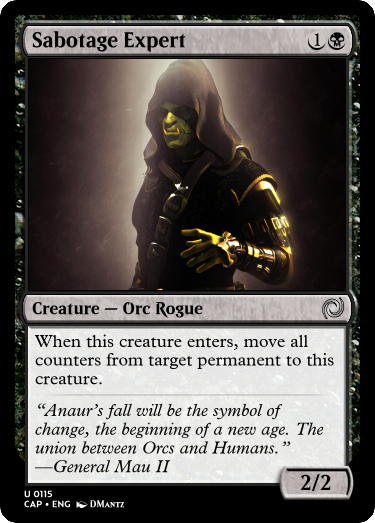 Sabotage Expert 1
Creature — Orc Rogue
When this creature enters, move all
counters from target permanent to this
creature.
“Anaur’s fall will be the symbol of
change, the beginning of a new age. The
union between Orcs and Humans.”
—General Mau II
2/2
U 0115
CAP • ENG DMantz